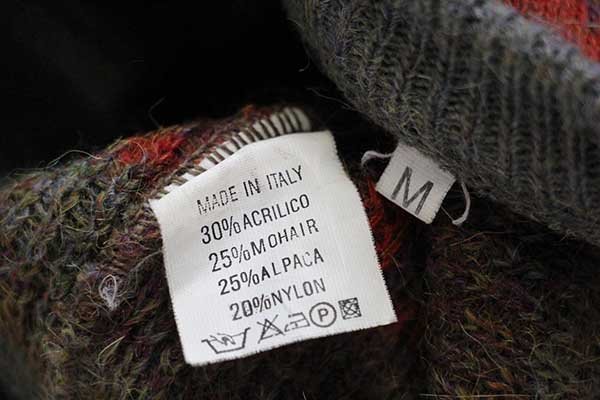 MADE IN ITALY
30%ACRILICO
25%MOHAIR
25%ALPACA
20%NYLON
P
M